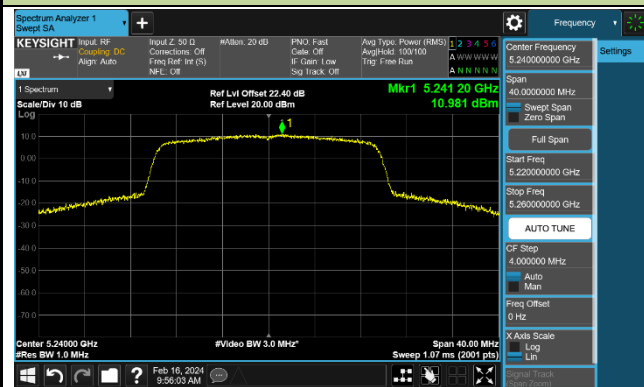 Spectrum Analyzer 1
Swept SA
+
Frequency
KEYSIGHT
Input: RF
Coupling: DC
Align: Auto
Input Z: 50 Ω
Corrections: Off
Freq Ref: Int (S)
NFE: Off
#Atten: 20 dB
PNO: Fast
Gate: Off
IF Gain: Low
Sig Track: Off
Avg Type: Power (RMS)
Avg|Hold: 100/100
Trig: Free Run
1 2 3 4 5 6
A W W W W W
A N N N N N
LXI
1 Spectrum
Scale/Div 10 dB
Log
Ref Lvl Offset 22.40 dB
Ref Level 20.00 dBm
Mkr1 5.241 20 GHz
10.981 dBm
1
10.0
0.00
-10.0
-20.0
-30.0
-40.0
-50.0
-60.0
-70.0
Center 5.24000 GHz
#Res BW 1.0 MHz
#Video BW 3.0 MHz*
Span 40.00 MHz
Sweep 1.07 ms (2001 pts)
Center Frequency
5.240000000 GHz
Settings
Span
40.0000000 MHz
Swept Span
Zero Span
Full Span
Start Freq
5.220000000 GHz
Stop Freq
5.260000000 GHz
AUTO TUNE
CF Step
4.000000 MHz
Auto
Man
Freq Offset
0 Hz
X Axis Scale
Log
Lin
Signal Track
(Span Zoom)
?
Feb 16, 2024
9:56:03 AM